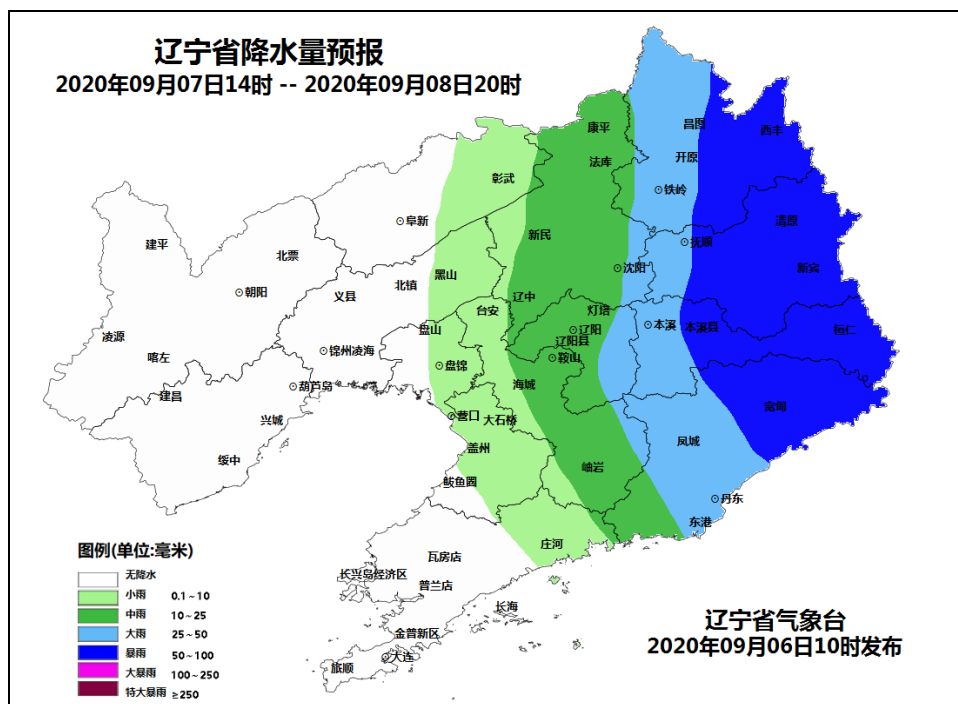 辽宁省降水量预报
2020年09月07日14时 -- 2020年09月08日20时
昌图
西丰
康平
开原
法库
彰武
铁岭
阜新
清原
建平
新民
抚顺
北票
沈阳
新宾
黑山
北镇
朝阳
义县
辽中
台安
灯塔
本溪
本溪县
桓仁
盘山
辽阳
凌源
辽阳县
锦州
凌海
喀左
鞍山
盘锦
葫芦岛
海城
建昌
宽甸
营口
大石桥
兴城
凤城
盖州
绥中
岫岩
鲅鱼圈
丹东
东港
庄河
瓦房店
长兴岛经济区
普兰店
长海
金普新区
大连
旅顺
图例(单位:毫米)
无降水
小雨 0.1~10
中雨 10~25
大雨 25~50
暴雨 50~100
大暴雨 100~250
特大暴雨 ≥250
辽宁省气象台
2020年09月06日10时发布